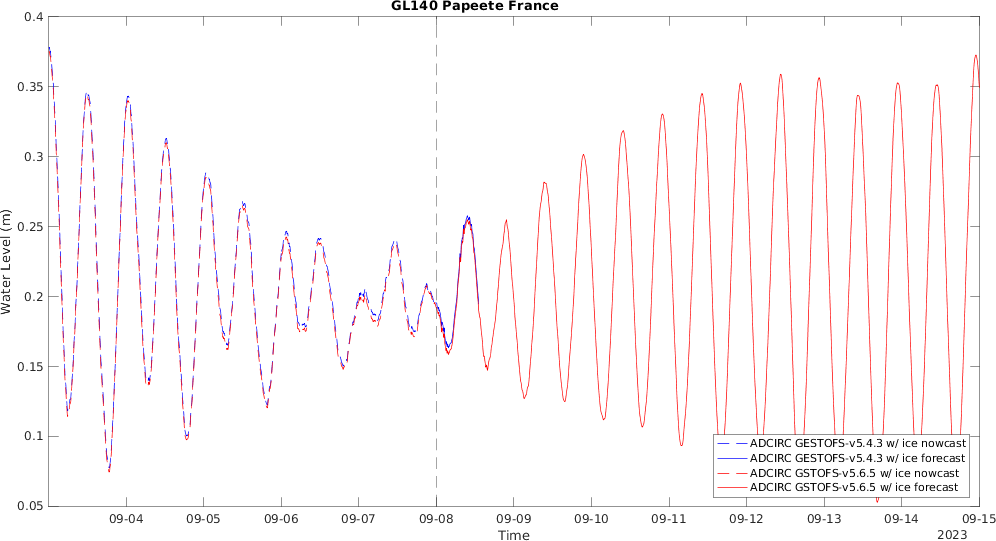 GL140 Papeete France
0.4
0.35
0.3
0.25
0.2
0.15
0.1
0.05
Water Level (m)
09-04 09-05 09-06 09-07 09-08 09-09 09-10 09-11 09-12 09-13 09-14 09-15
Time
2023
ADCIRC GESTOFS-v5.4.3 w/ ice nowcast
ADCIRC GESTOFS-v5.4.3 w/ ice forecast
ADCIRC GSTOFS-v5.6.5 w/ ice nowcast
ADCIRC GSTOFS-v5.6.5 w/ ice forecast